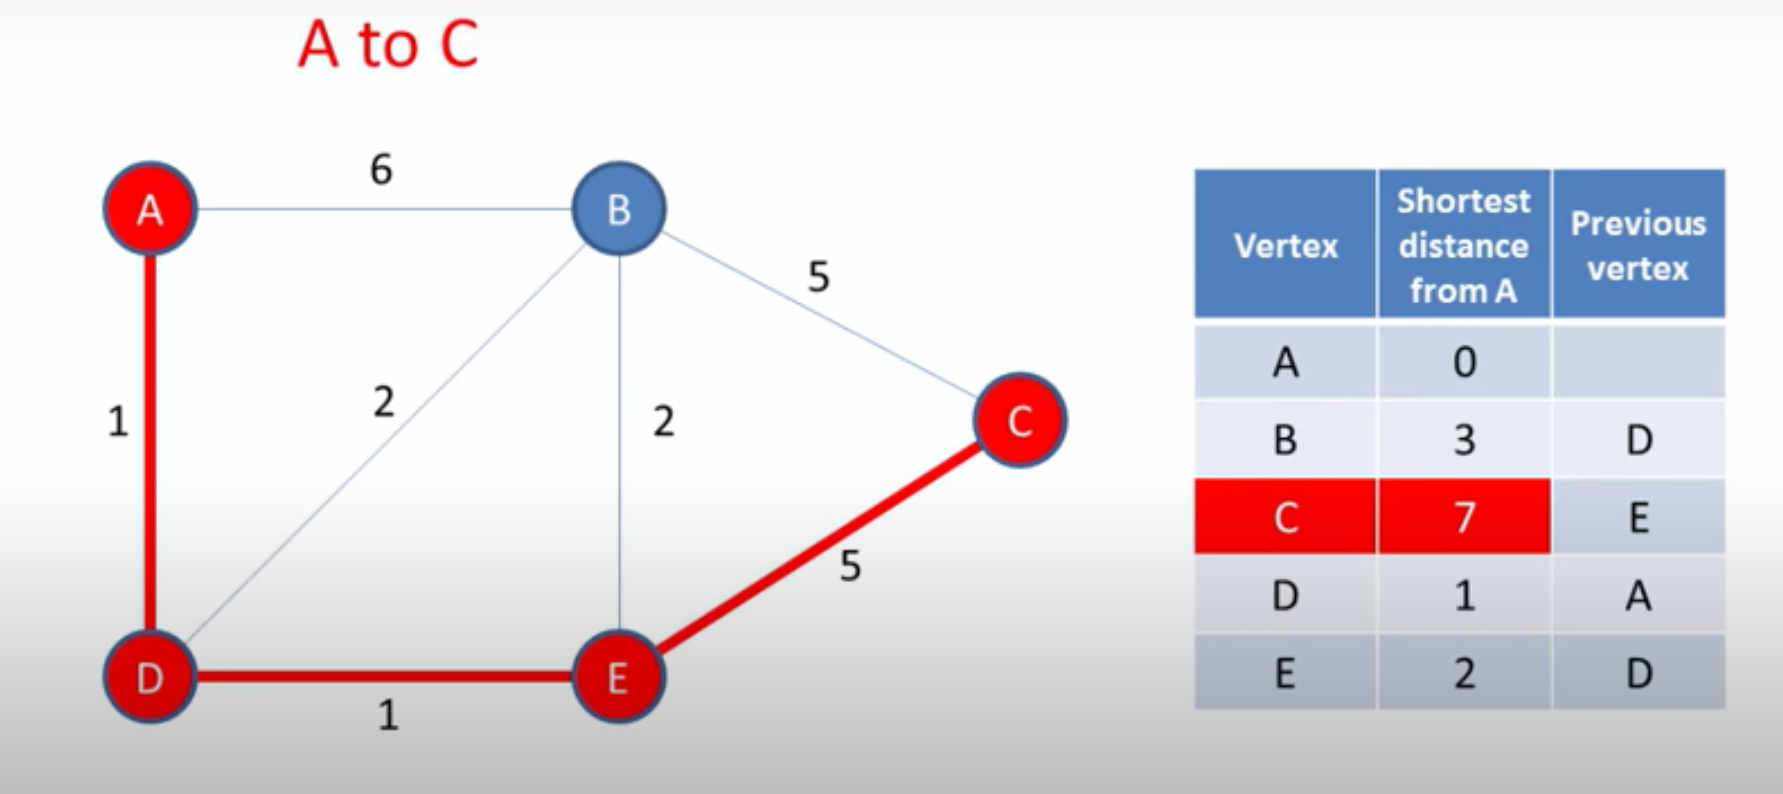 A to C
A
6
B
5
1
2
2
C
5
D
1
E
Vertex
Shortest distance from A
Previous vertex
A 0
B 3 D
C 7 E
D 1 A
E 2 D